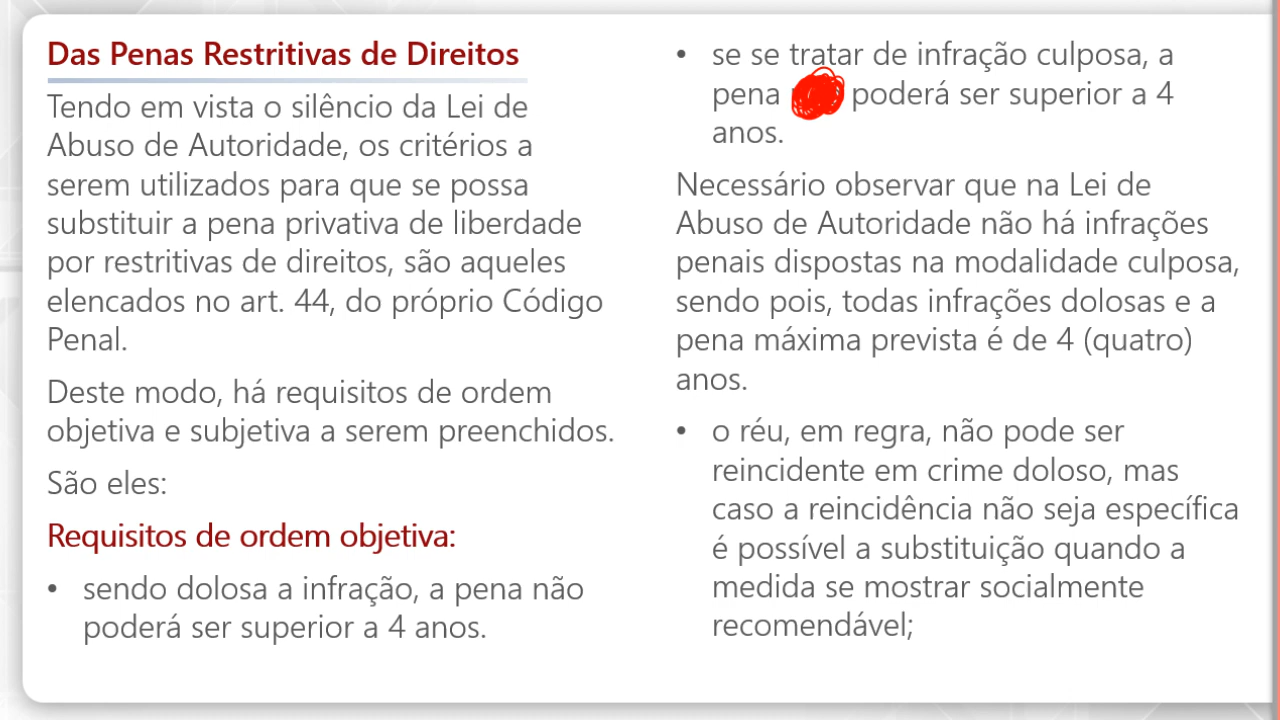 Das Penas Restritivas de Direitos
Tendo em vista o silêncio da Lei de
Abuso de Autoridade, os critérios a
serem utilizados para que se possa
substituir a pena privativa de liberdade
por restritivas de direitos, são aqueles
elencados no art. 44, do próprio Código
Penal.
Deste modo, há requisitos de ordem
objetiva e subjetiva a serem preenchidos.
São eles:
Requisitos de ordem objetiva:
• sendo dolosa a infração, a pena não
poderá ser superior a 4 anos.
• se se tratar de infração culposa, a
pena poderá ser superior a 4
anos.
Necessário observar que na Lei de
Abuso de Autoridade não há infrações
penais dispostas na modalidade culposa,
sendo pois, todas infrações dolosas e a
pena máxima prevista é de 4 (quatro)
anos.
• o réu, em regra, não pode ser
reincidente em crime doloso, mas
caso a reincidência não seja específica
é possível a substituição quando a
medida se mostrar socialmente
recomendável;